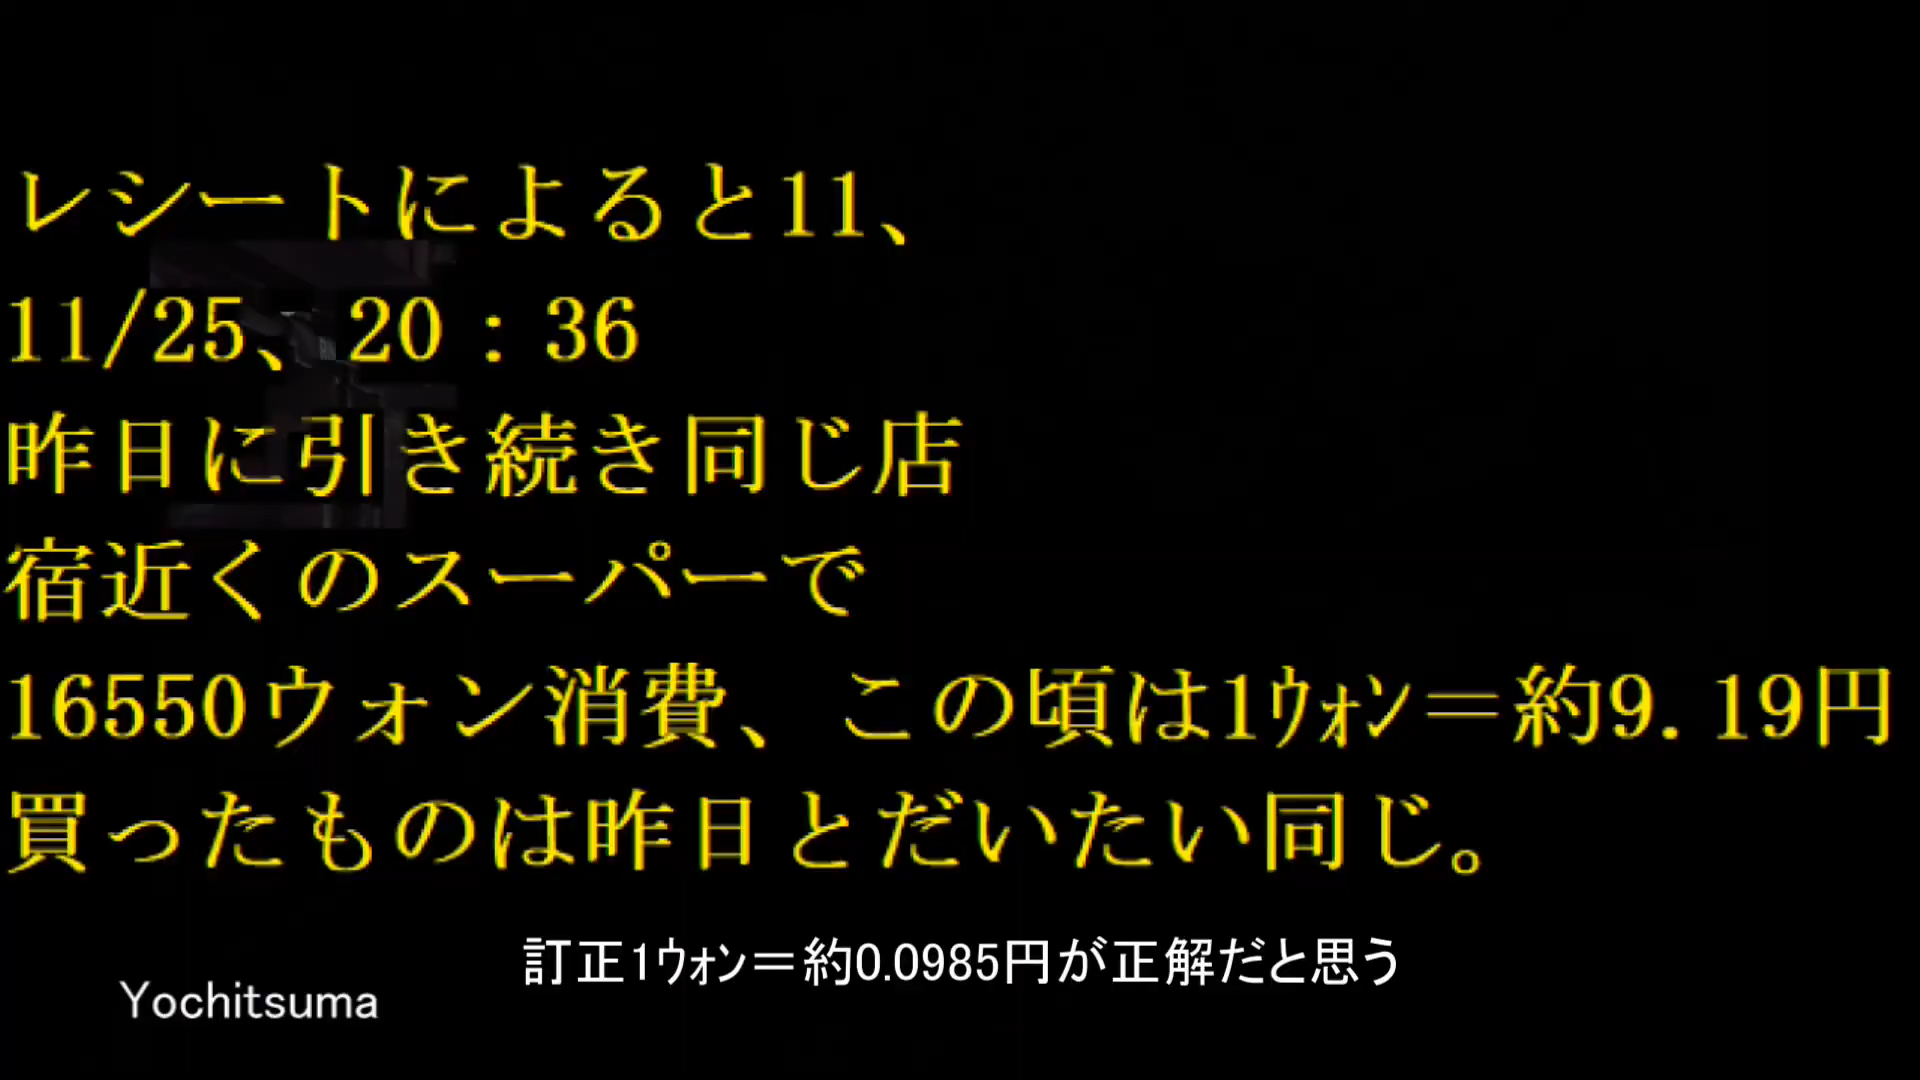 レシートによると11、
11/25、20：36
昨日に引き続き同じ店
宿近くのスーパーで
16550ウォン消費、この頃は1ｳｫﾝ＝約9.19円
買ったものは昨日とだいたい同じ。
訂正1ｳｫﾝ＝約0.0985円が正解だと思う
Yochitsuma